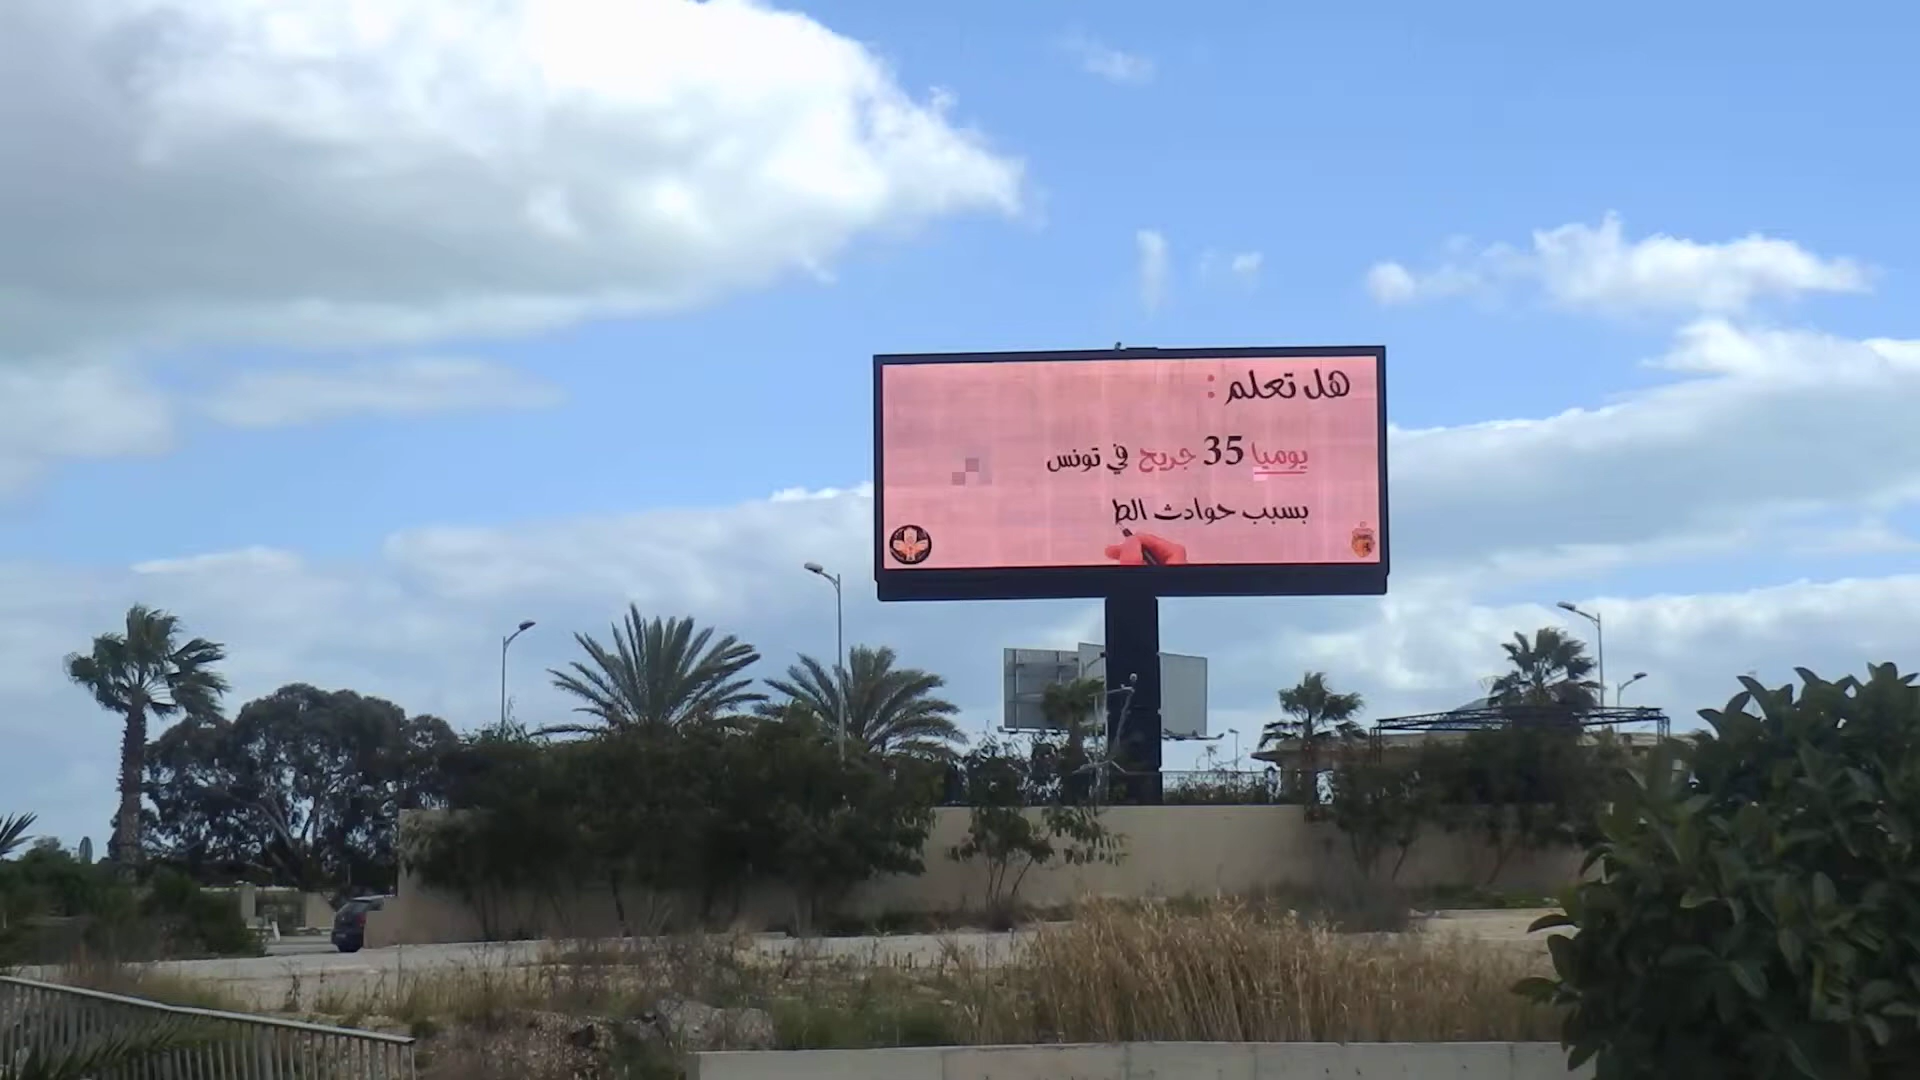 هل تعلم :
يوميا 35 جريح في تونس
بسبب حوادث الط